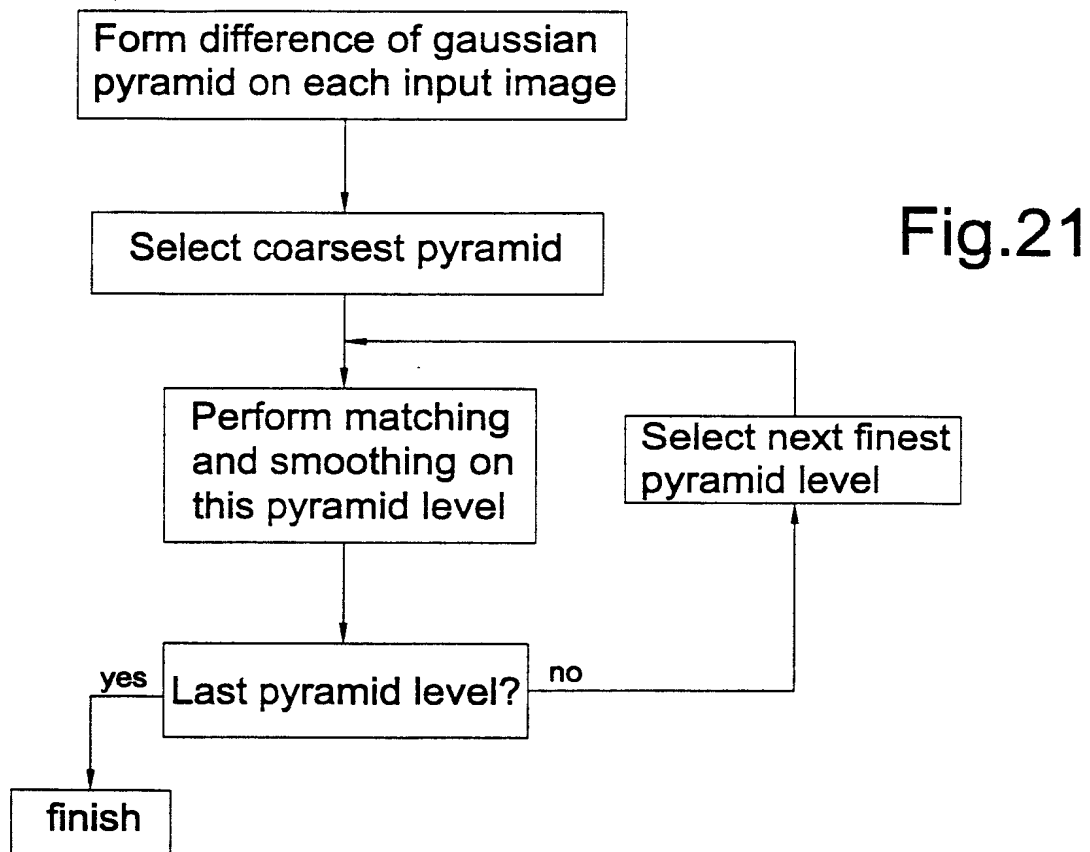 Form difference of gaussian
pyramid on each input image
Select coarsest pyramid
Fig.21
Perform matching
and smoothing on
this pyramid level
Select next finest
pyramid level
yes
Last pyramid level?
no
finish